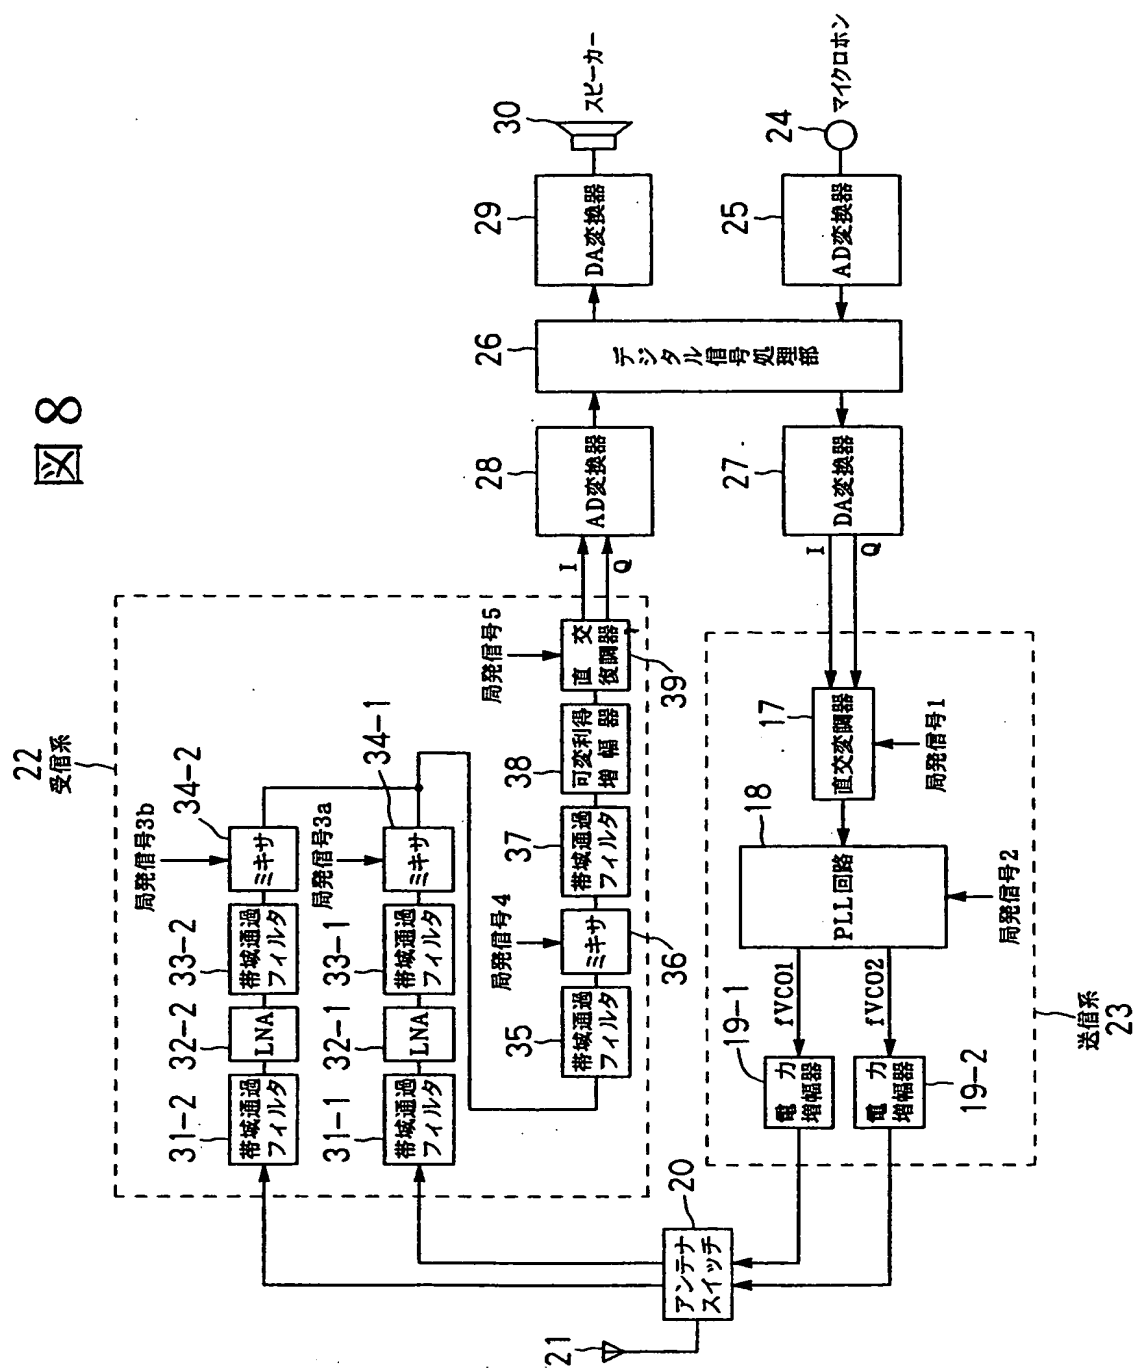 図8
22
受信系
局発信号3b
34-2
ミキサ
33-2
帯域通過
フィルタ
32-2
LNA
31-2
帯域通過
フィルタ
局発信号3a
34-1
ミキサ
33-1
帯域通過
フィルタ
32-1
LNA
31-1
帯域通過
フィルタ
35
帯域通過
フィルタ
局発信号4
ミキサ
36
37
帯域通過
フィルタ
38
可変利得
増幅器
局発信号5
直交
復調器
39
I
Q
28
AD変換器
26
デジタル信号処理部
29
DA変換器
30
スピーカー
24
マイクロホン
25
AD変換器
27
DA変換器
I
Q
17
直交変調器
局発信号1
18
PLL回路
局発信号2
fVCO1
fVCO2
19-1
電力
増幅器
電力
増幅器
19-2
送信系
23
20
アンテナ
スイッチ
21